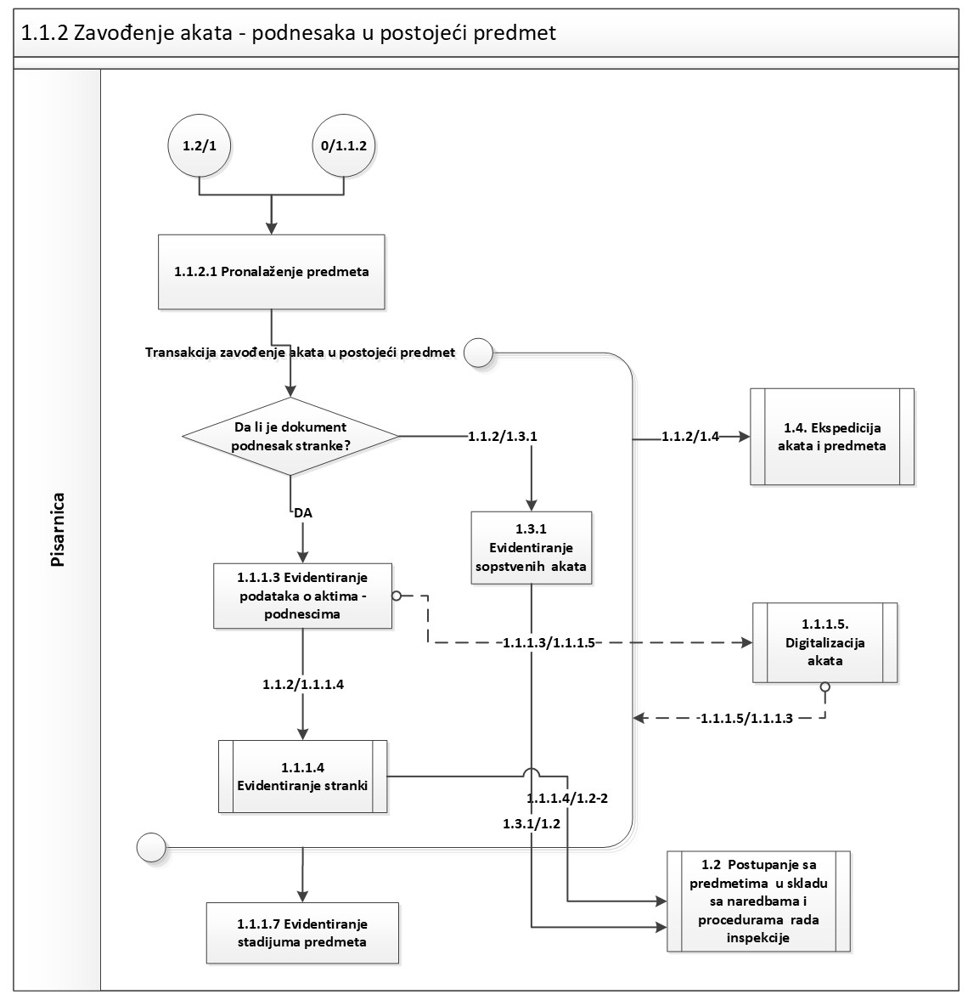 1.1.2 Zavođenje akata - podnesaka u postojeći predmet
Pisarnica
1.2/1
0/1.1.2
1.1.2.1 Pronalaženje predmeta
Transakcija zavođenje akata u postojeći predmet
Da li je dokument
podnesak stranke?
1.1.2/1.3.1
1.1.2/1.4
1.4. Ekspedicija
akata i predmeta
DA
1.3.1
Evidentiranje
sopstvenih akata
1.1.1.3 Evidentiranje
podataka o aktima -
podnescima
1.1.1.3/1.1.1.5
1.1.1.5.
Digitalizacija
akata
1.1.2/1.1.1.4
1.1.1.5/1.1.1.3
1.1.1.4
Evidentiranje stranki
1.1.1.4/1.2-2
1.3.1/1.2
1.2 Postupanje sa
predmetima u skladu
sa naredbama i
procedurama rada
inspekcije
1.1.1.7 Evidentiranje
stadijuma predmeta